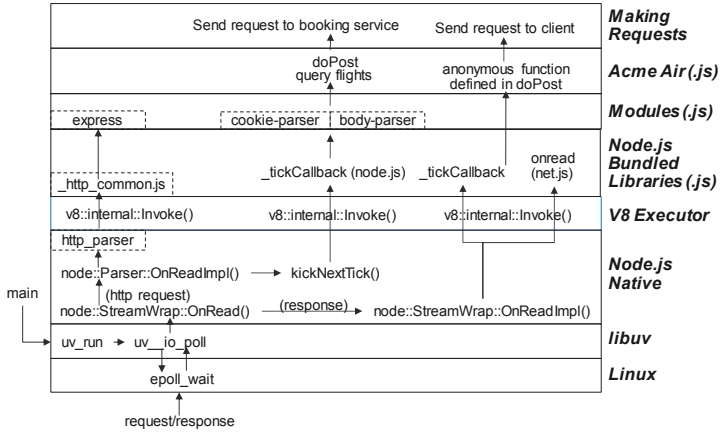 Send request to booking service
Send request to client
Making
Requests
doPost
query flights
anonymous function
defined in doPost
Acme Air (.js)
express
cookie-parser
body-parser
Modules (.js)
_http_common.js
_tickCallback (node.js)
_tickCallback
onread
(net.js)
Node.js
Bundled
Libraries (.js)
v8::internal::Invoke()
v8::internal::Invoke()
v8::internal::Invoke()
V8 Executor
http_parser
node::Parser::OnReadImpl()
kickNextTick()
Node.js
Native
main
(http request)
node::StreamWrap::OnRead()
(response)
node::StreamWrap::OnReadImpl()
uv_run
uv__io_poll
libuv
epoll_wait
Linux
request/response